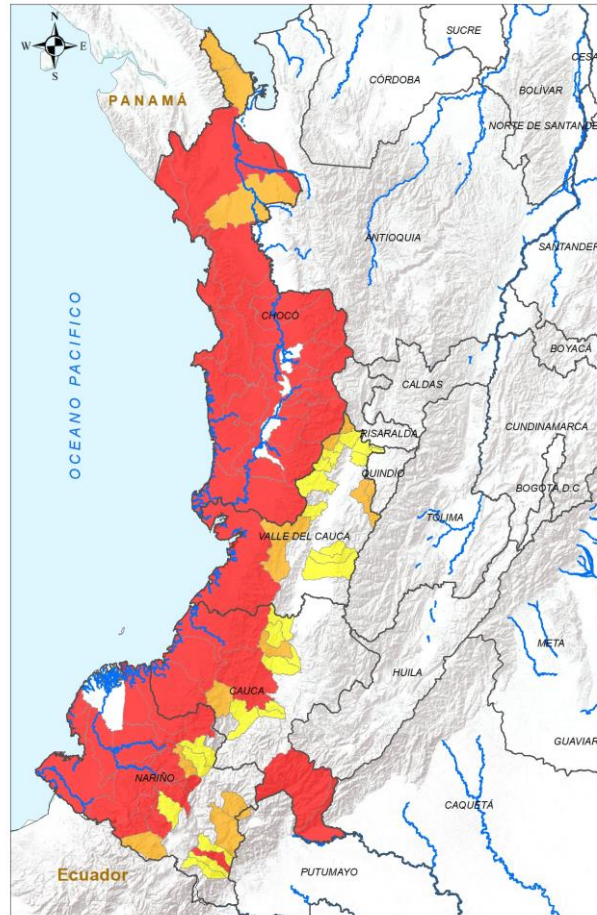 N
W E
S
PANAMÁ
SUCRE
CÓRDOBA
CESA
BOLÍVAR
NORTE DE SANTANDE
ANTIOQUIA
SANTANDER
OCEANO PACIFICO
CHOCÓ
BOYACÁ
CALDAS
CUNDINAMARCA
RISARALDA
QUINDÍO
BOGOTÁ D.C
TOLIMA
VALLE DEL CAUCA
META
HUILA
CAUCA
GUAVIAR
NARIÑO
CAQUETÁ
Ecuador
PUTUMAYO